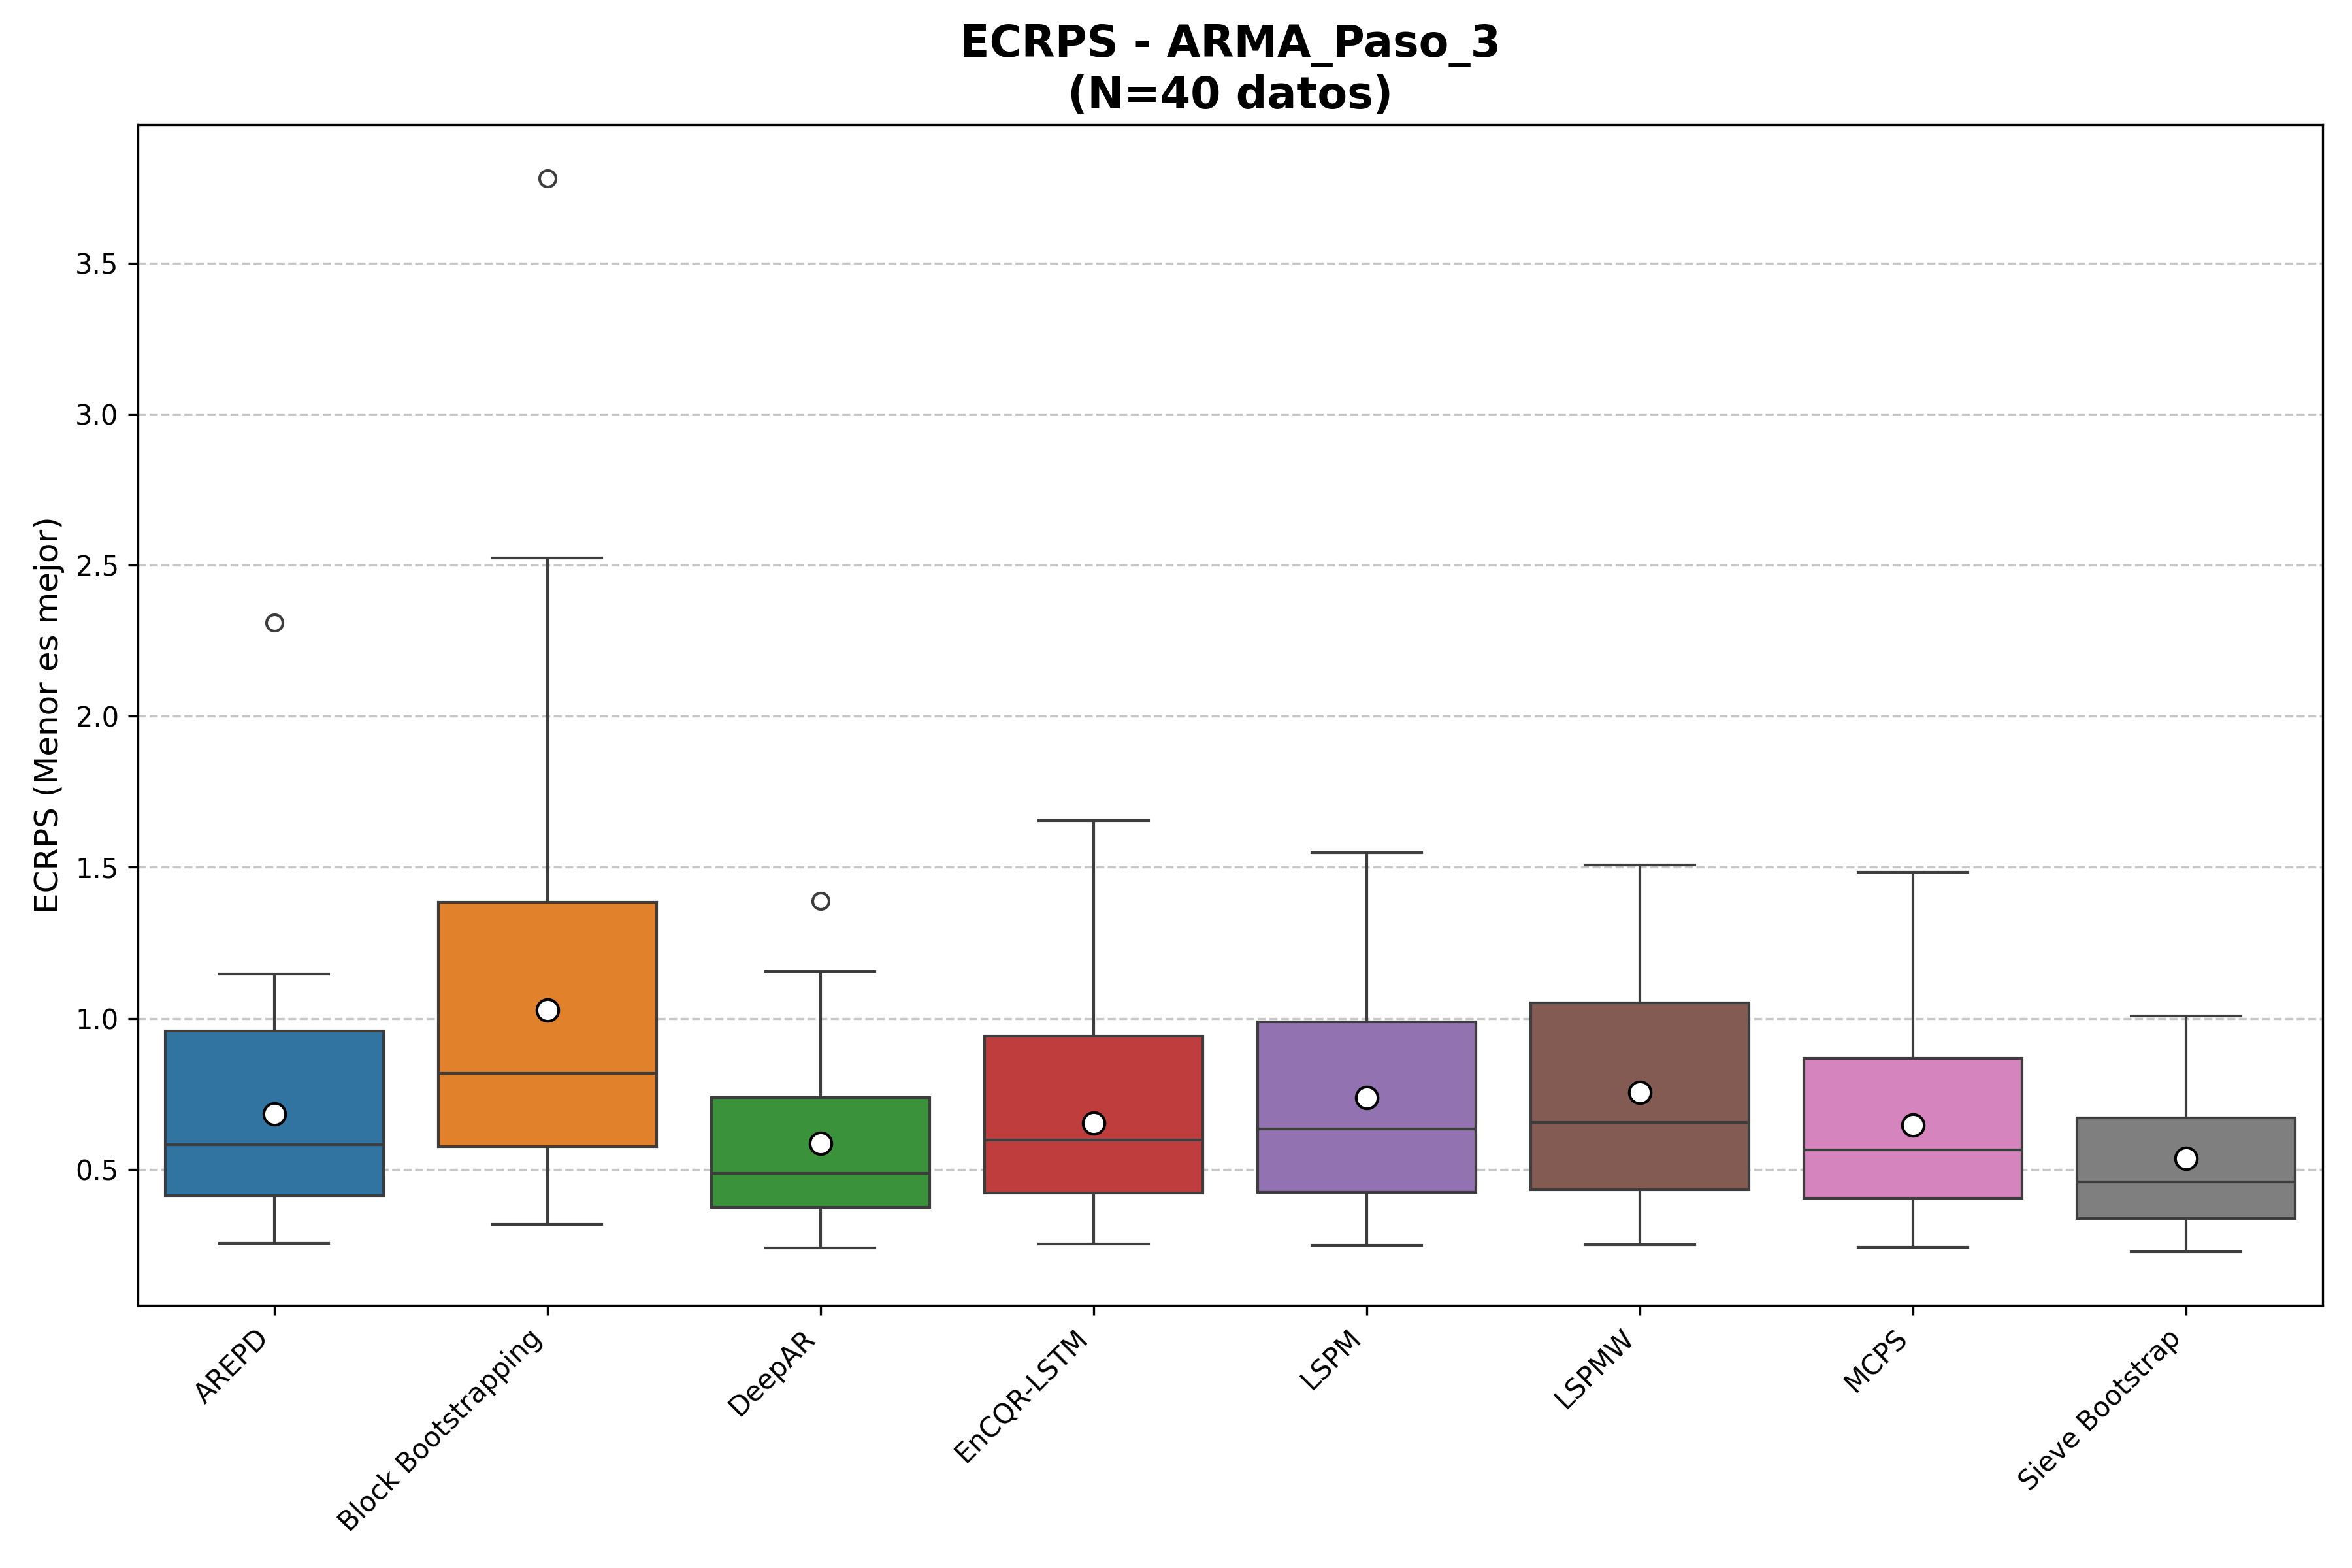 ECRPS - ARMA_Paso_3
(N=40 datos)
ECRPS (Menor es mejor)
3.5
3.0
2.5
2.0
1.5
1.0
0.5
AREPD
Block Bootstrapping
DeepAR
EnCQR-LSTM
LSPM
LSPMW
MCPS
Sieve Bootstrap